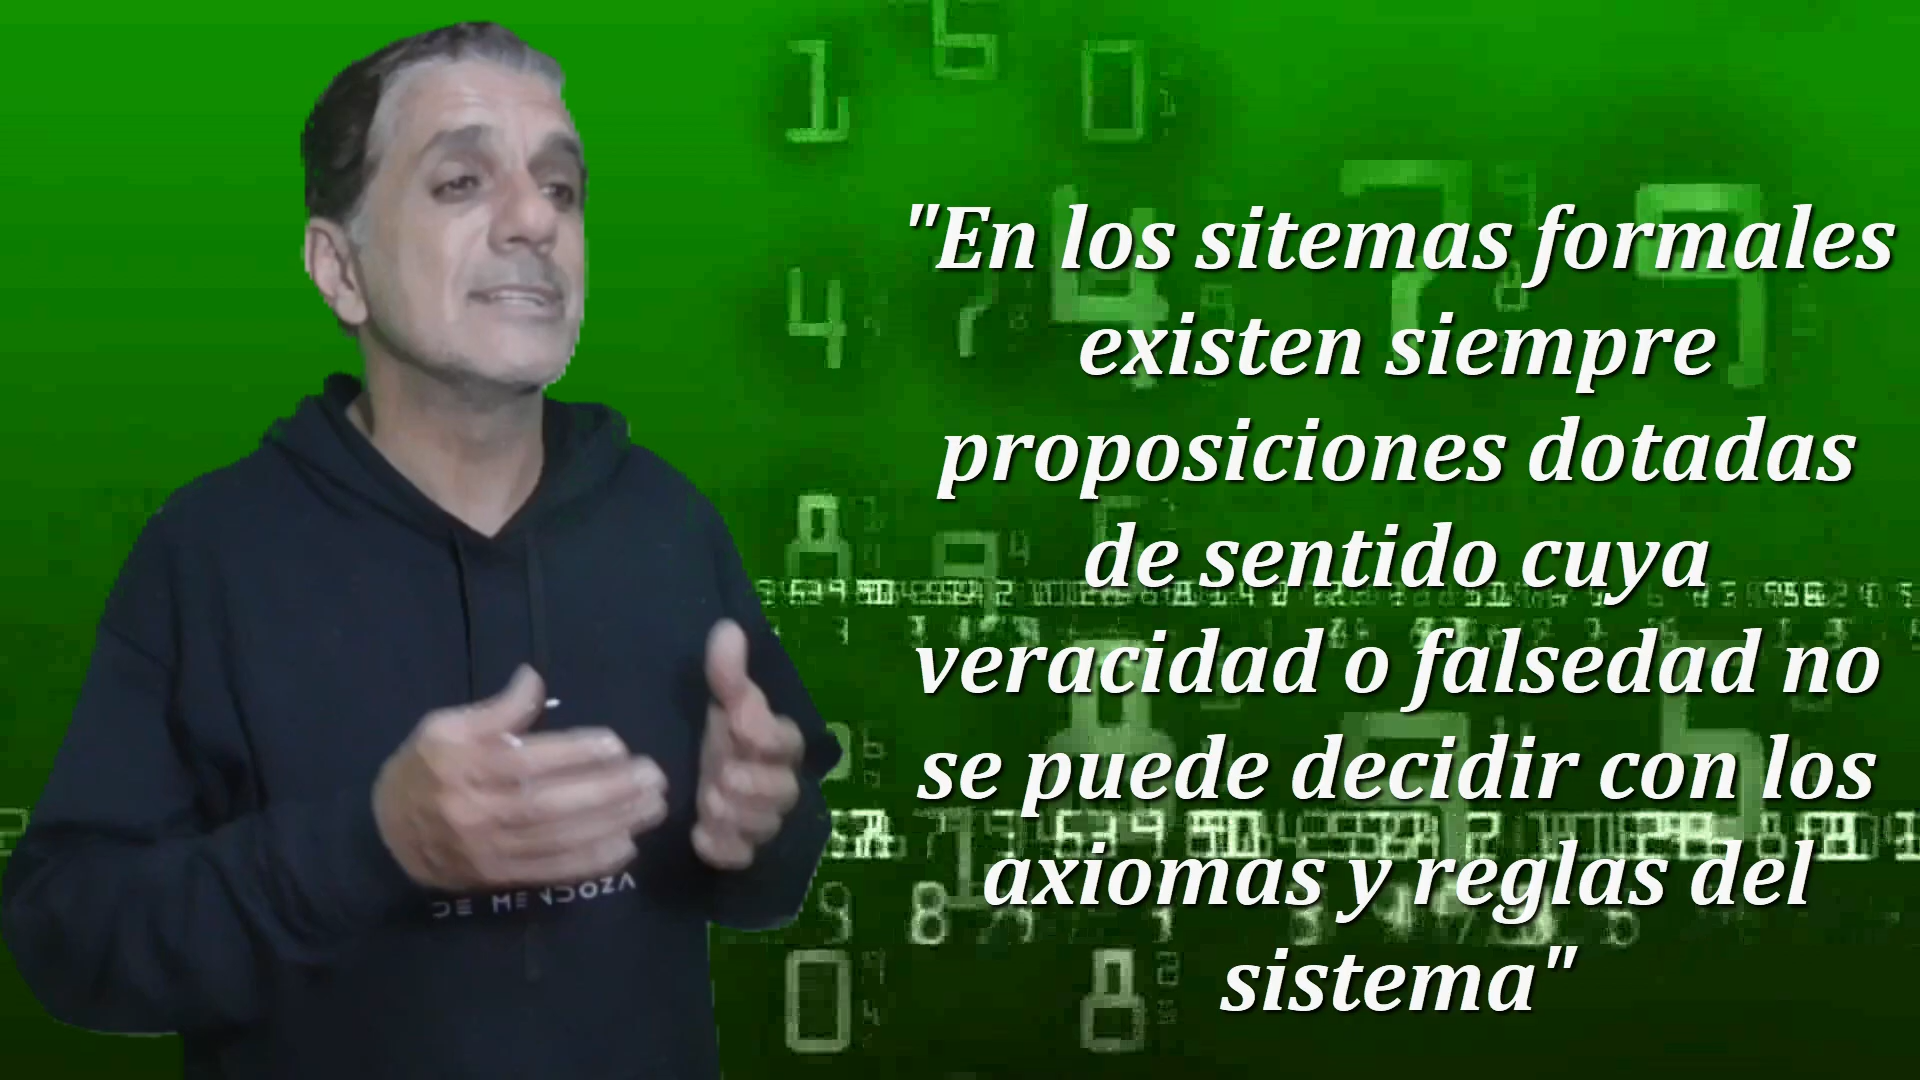 "En los sitemas formales
existen siempre
proposiciones dotadas
de sentido cuya
veracidad o falsedad no
se puede decidir con los
axiomas y reglas del
sistema"
DE MENDOZA